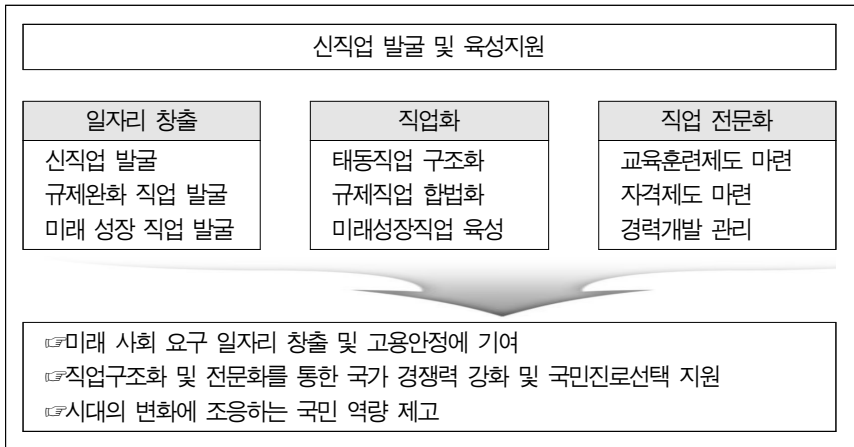 신직업 발굴 및 육성지원
일자리 창출
신직업 발굴
규제완화 직업 발굴
미래 성장 직업 발굴
직업화
태동직업 구조화
규제직업 합법화
미래성장직업 육성
직업 전문화
교육훈련제도 마련
자격제도 마련
경력개발 관리
☞미래 사회 요구 일자리 창출 및 고용안정에 기여
☞직업구조화 및 전문화를 통한 국가 경쟁력 강화 및 국민진로선택 지원
☞시대의 변화에 조응하는 국민 역량 제고